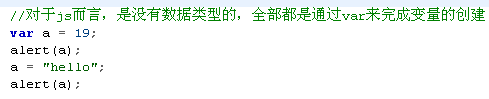 //对于js而言，是没有数据类型的，全部都是通过var来完成变量的创建
var a = 19;
alert(a);
a = "hello";
alert(a);